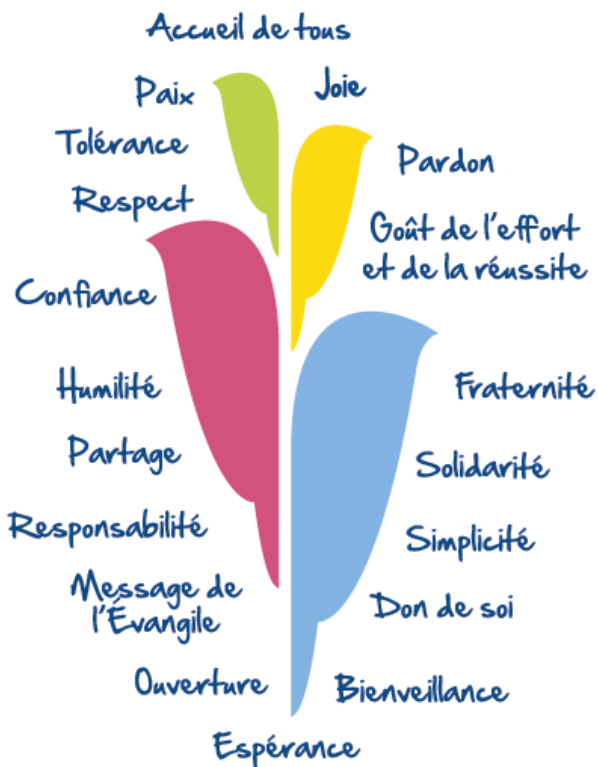 Accueil de tous
Paix
Joie
Tolérance
Pardon
Respect
Goût de l'effort
et de la réussite
Confiance
Humilité
Fraternité
Partage
Solidarité
Responsabilité
Simplicité
Message de
l'Évangile
Don de soi
Ouverture
Bienveillance
Espérance